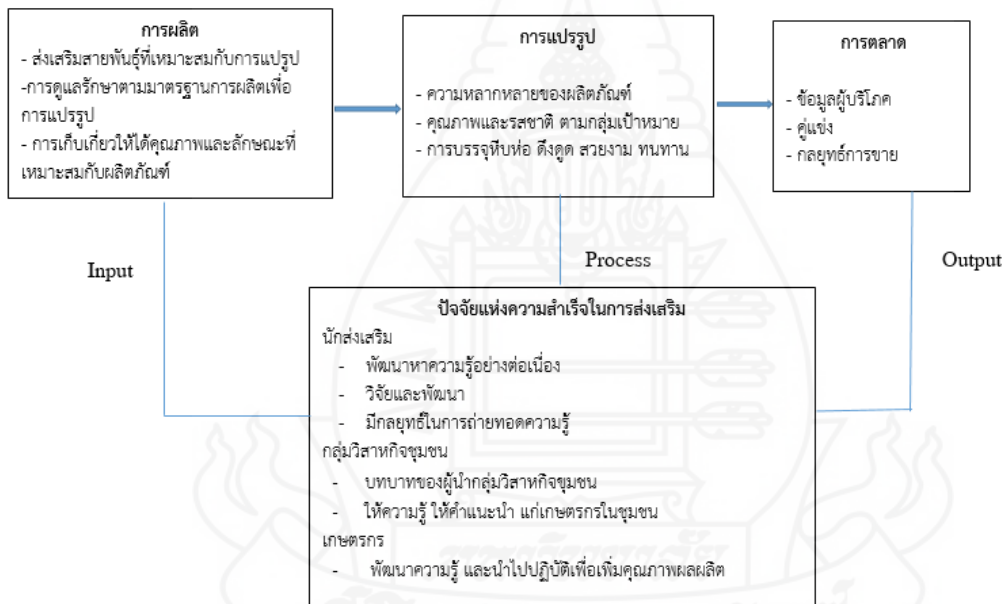 การผลิต
- ส่งเสริมสายพันธุ์ที่เหมาะสมกับการแปรูป
-การดูแลรักษาตามมาตรฐานการผลิตเพื่อ
การแปรรูป
- การเก็บเกี่ยวให้ได้คุณภาพและลักษณะที่
เหมาะสมกับผลิตภัณฑ์
การแปรรูป
- ความหลากหลายของผลิตภัณฑ์
- คุณภาพและรสชาติ ตามกลุ่มเป้าหมาย
- การบรรจุหีบห่อ ดึงดูด สวยงาม ทนทาน
การตลาด
- ข้อมูลผู้บริโภค
- คู่แข่ง
- กลยุทธ์การขาย
Input
Process
Output
ปัจจัยแห่งความสำเร็จในการส่งเสริม
นักส่งเสริม
- พัฒนาหาความรู้อย่างต่อเนื่อง
- วิจัยและพัฒนา
- มีกลยุทธ์ในการถ่ายทอดความรู้
กลุ่มวิสาหกิจชุมชน
- บทบาทของผู้นำกลุ่มวิสาหกิจชุมชน
- ให้ความรู้ ให้คำแนะนำ แก่เกษตรกรในชุมชน
เกษตรกร
- พัฒนาความรู้ และนำไปปฏิบัติเพื่อเพิ่มคุณภาพผลผลิต